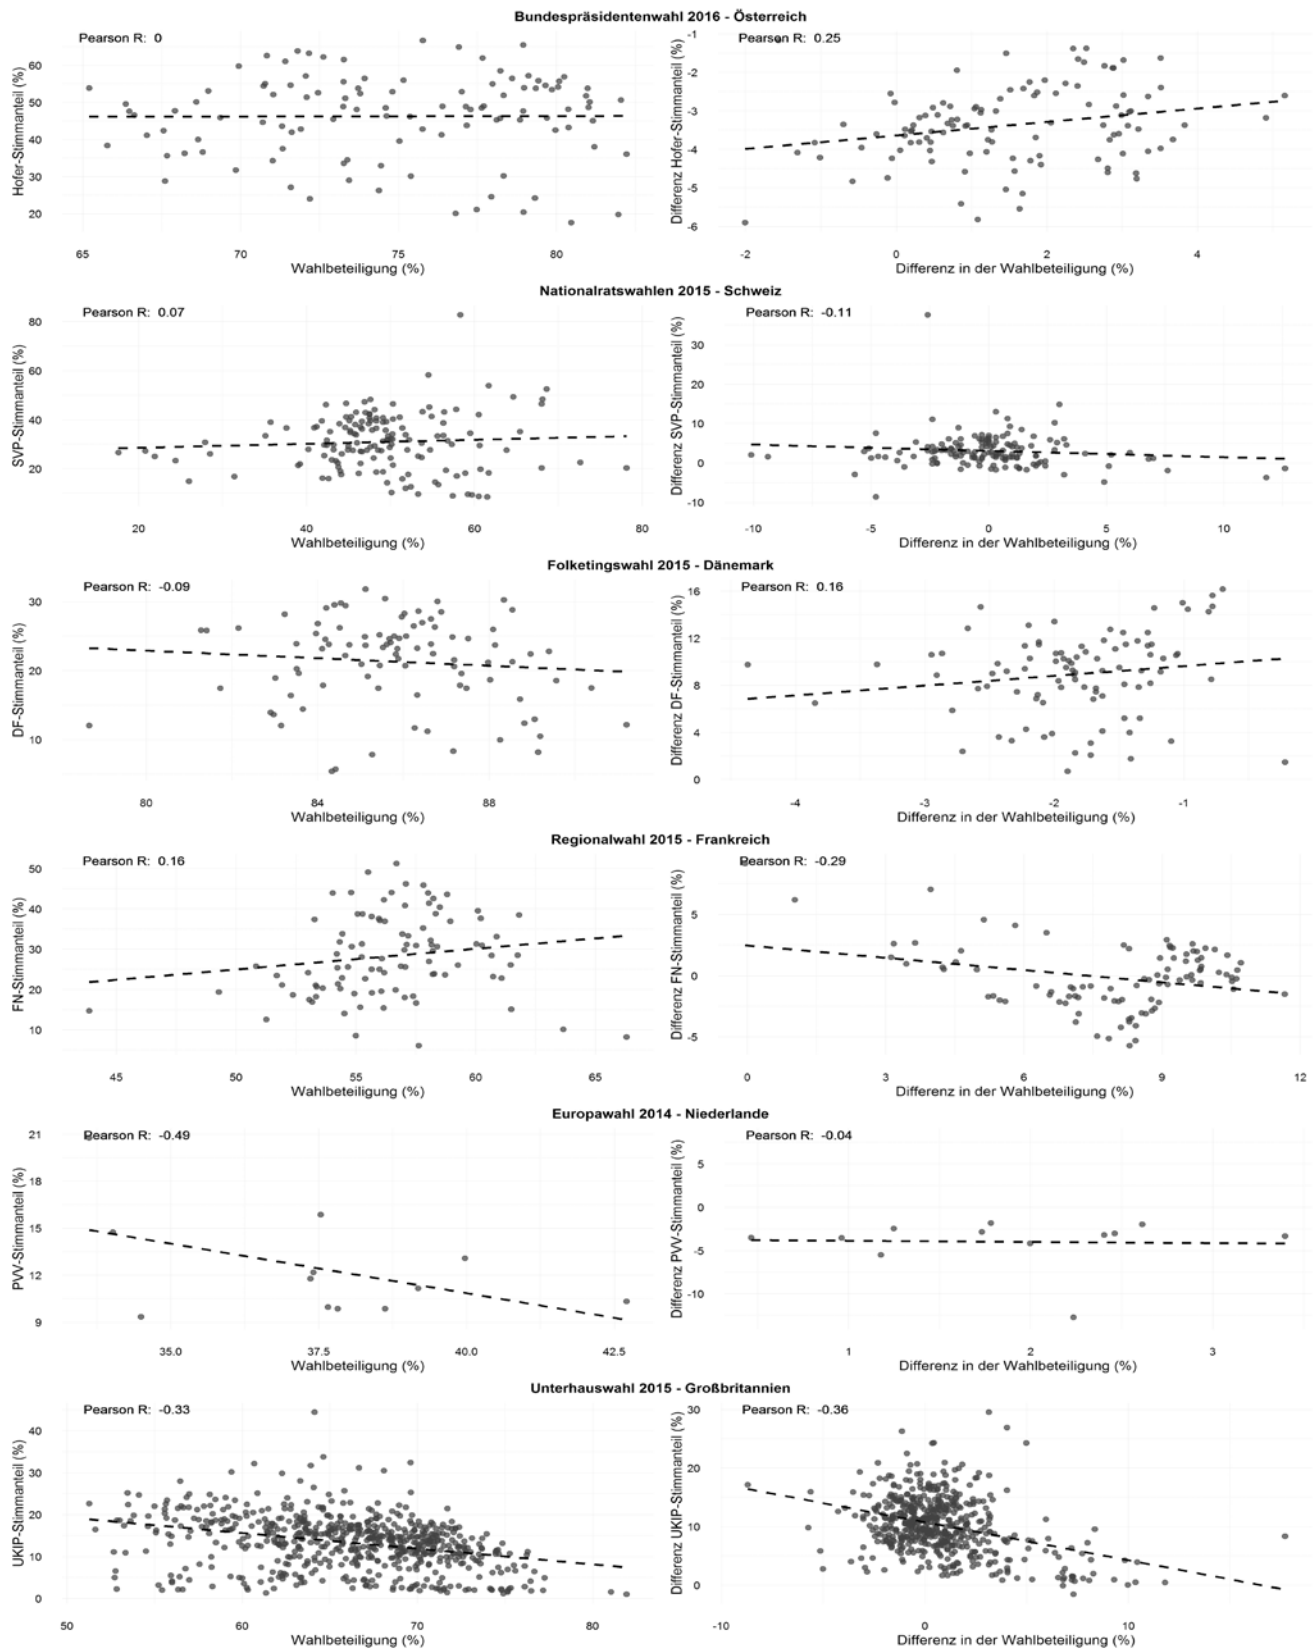 Bundespräsidentenwahl 2016 - Österreich
Pearson R: 0
Hofer-Stimmanteil (%)
60
50
40
30
20
65
70
75
80
Wahlbeteiligung (%)
Pearson R: 0.25
Differenz Hofer-Stimmanteil (%)
-1
-2
-3
-4
-5
-6
-2
0
2
4
Differenz in der Wahlbeteiligung (%)
Nationalratswahlen 2015 - Schweiz
Pearson R: 0.07
SVP-Stimmanteil (%)
80
60
40
20
20
40
60
80
Wahlbeteiligung (%)
Pearson R: -0.11
Differenz SVP-Stimmanteil (%)
30
20
10
0
-10
-10
-5
0
5
10
Differenz in der Wahlbeteiligung (%)
Folketingswahl 2015 - Dänemark
Pearson R: -0.09
DF-Stimmanteil (%)
30
20
10
80
84
88
Wahlbeteiligung (%)
Pearson R: 0.16
Differenz DF-Stimmanteil (%)
16
12
8
4
0
-4
-3
-2
-1
Differenz in der Wahlbeteiligung (%)
Regionalwahl 2015 - Frankreich
Pearson R: 0.16
FN-Stimmanteil (%)
50
40
30
20
10
45
50
55
60
65
Wahlbeteiligung (%)
Pearson R: -0.29
Differenz FN-Stimmanteil (%)
5
0
-5
0
3
6
9
12
Differenz in der Wahlbeteiligung (%)
Europawahl 2014 - Niederlande
Pearson R: -0.49
PVV-Stimmanteil (%)
21
18
15
12
9
35.0
37.5
40.0
42.5
Wahlbeteiligung (%)
Pearson R: -0.04
Differenz PVV-Stimmanteil (%)
5
0
-5
-10
1
2
3
Differenz in der Wahlbeteiligung (%)
Unterhauswahl 2015 - Großbritannien
Pearson R: -0.33
UKIP-Stimmanteil (%)
40
30
20
10
0
50
60
70
80
Wahlbeteiligung (%)
Pearson R: -0.36
Differenz UKIP-Stimmanteil (%)
30
20
10
0
-10
0
10
Differenz in der Wahlbeteiligung (%)